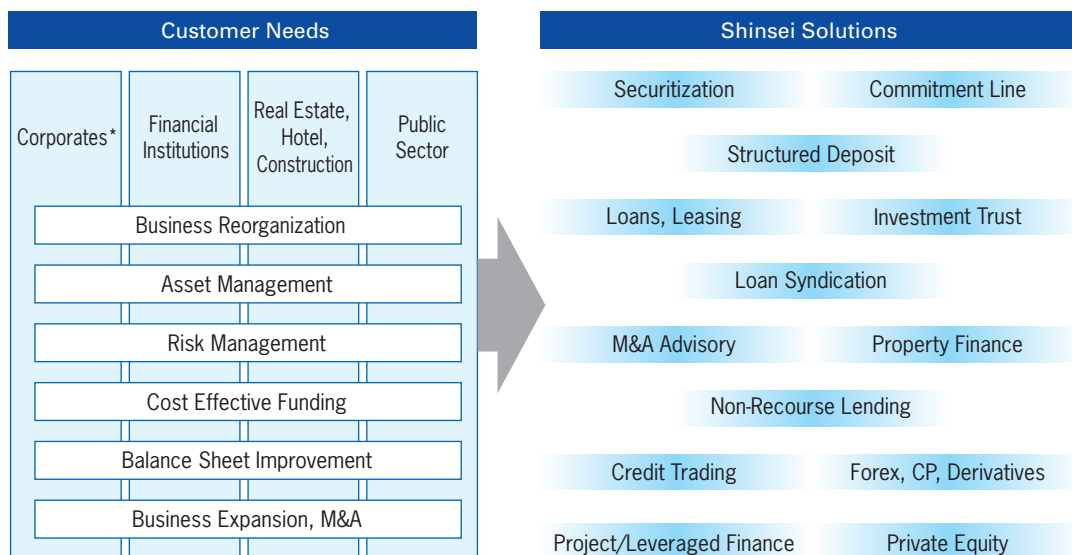 Customer Needs
Shinsei Solutions
Corporates*
Financial
Institutions
Real Estate,
Hotel,
Construction
Public
Sector
Business Reorganization
Asset Management
Risk Management
Cost Effective Funding
Balance Sheet Improvement
Business Expansion, M&A
Securitization
Commitment Line
Structured Deposit
Loans, Leasing
Investment Trust
Loan Syndication
M&A Advisory
Property Finance
Non-Recourse Lending
Credit Trading
Forex, CP, Derivatives
Project/Leveraged Finance
Private Equity